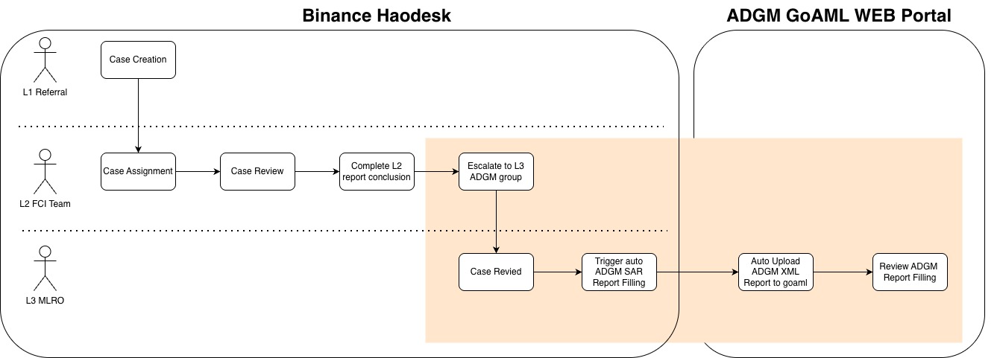 Binance Haodesk
ADGM GoAML WEB Portal
L1 Referral
Case Creation
L2 FCI Team
Case Assignment
Case Review
Complete L2
report conclusion
Escalate to L3
ADGM group
L3 MLRO
Case Revied
Trigger auto
ADGM SAR
Report Filling
Auto Upload
ADGM XML
Report to goaml
Review ADGM
Report Filling